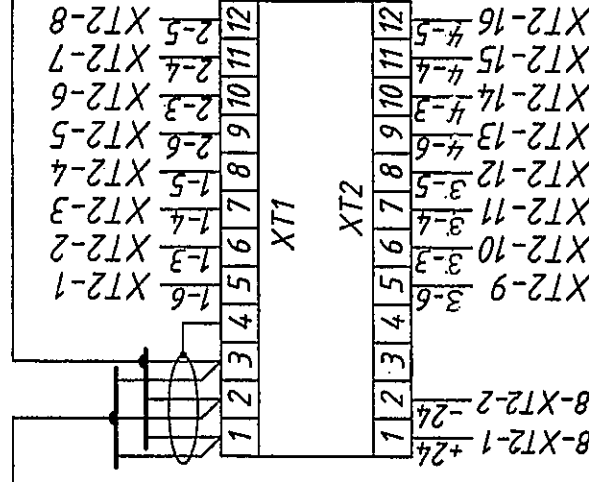 XT2-8 2-5 12 12 4-5 XT2-16
XT2-7 2-4 11 11 4-4 XT2-15
XT2-6 2-3 10 10 4-3 XT2-14
XT2-5 2-6 9 9 4-6 XT2-13
XT2-4 1-5 8 8 3-5 XT2-12
XT2-3 1-4 7 7 3-4 XT2-11
XT1 XT2
XT2-2 1-3 6 6 3-3 XT2-10
XT2-1 1-6 5 5 3-6 XT2-9
4 4
3 3
2 2 -24 8-XT2-2
1 1 +24 8-XT2-1